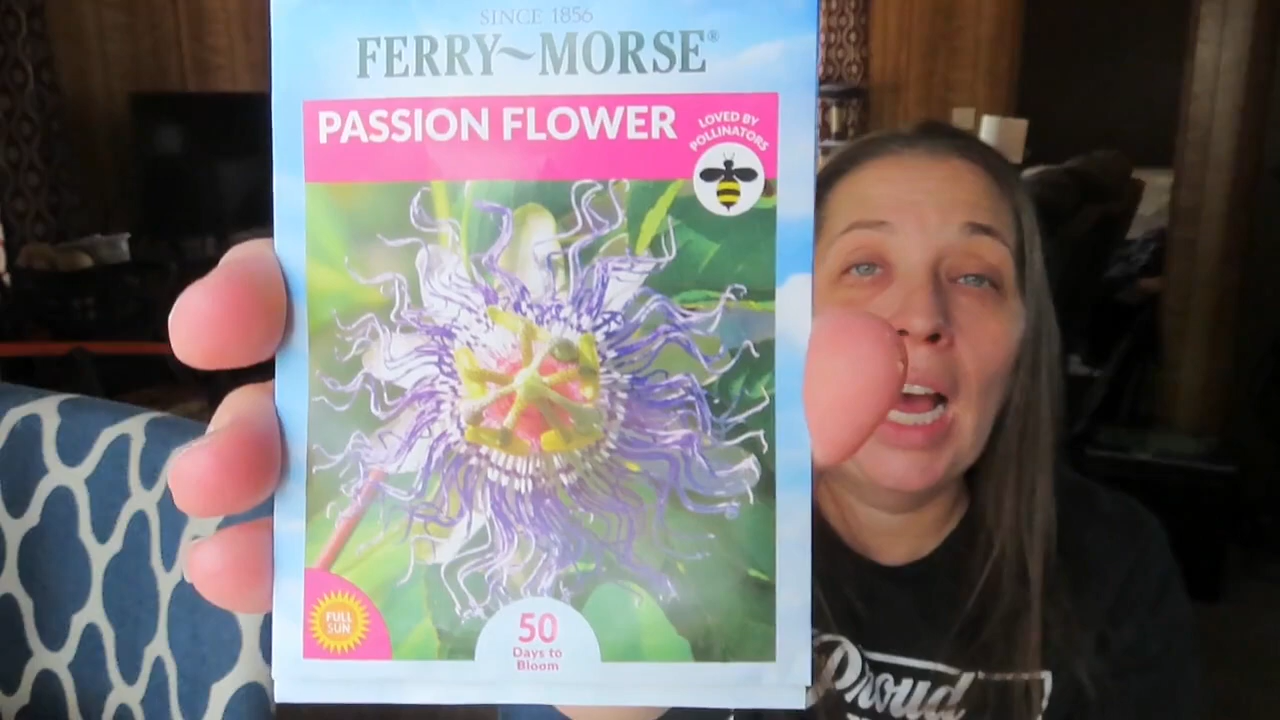 SINCE 1856
FERRY~MORSE®
PASSION FLOWER
LOVED BY
POLLINATORS
FULL
SUN
50
Days to
Bloom
Proud